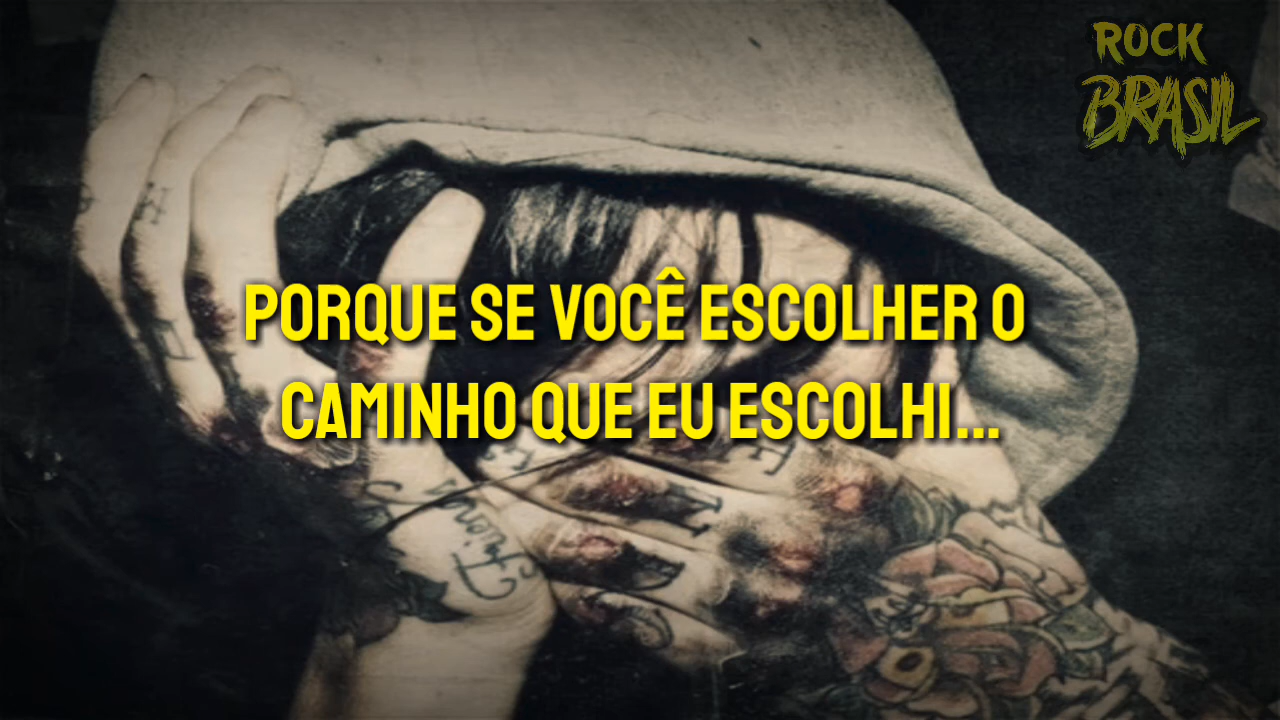 ROCK
BRASIL
PORQUE SE VOCÊ ESCOLHER O
CAMINHO QUE EU ESCOLHI...